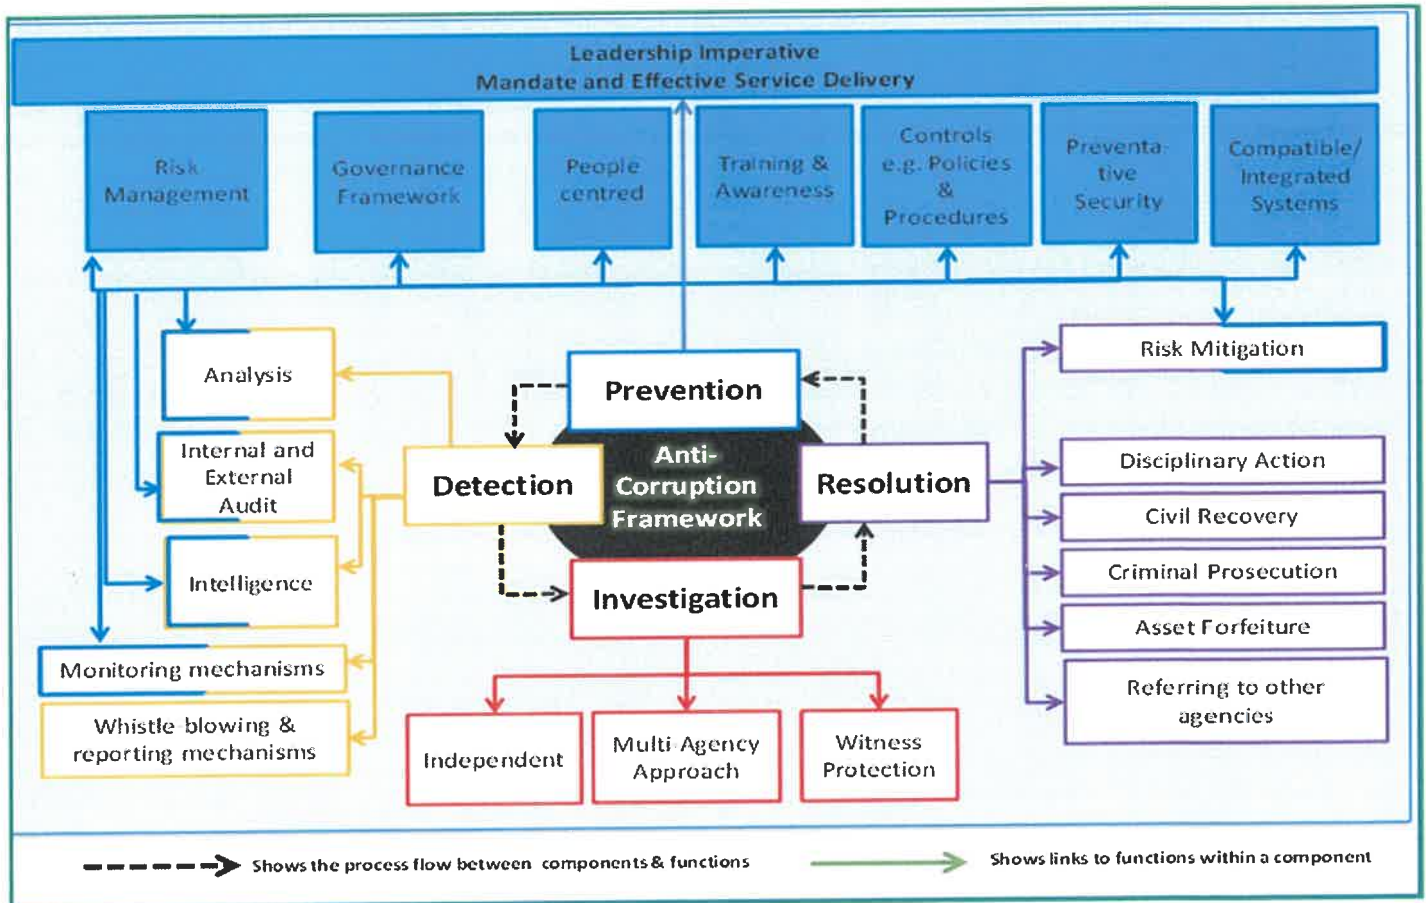 Leadership Imperative
Mandate and Effective Service Delivery
Risk
Management
Governance
Framework
People
centred
Training &
Awareness
Controls
e.g. Policies
&
Procedures
Preventa-
tive
Security
Compatible/
Integrated
Systems
Analysis
Internal and
External
Audit
Intelligence
Monitoring mechanisms
Whistle blowing &
reporting mechanisms
Prevention
Detection
Anti-
Corruption
Framework
Resolution
Investigation
Independent
Multi Agency
Approach
Witness
Protection
Risk Mitigation
Disciplinary Action
Civil Recovery
Criminal Prosecution
Asset Forfeiture
Referring to other
agencies
Shows the process flow between components & functions
Shows links to functions within a component